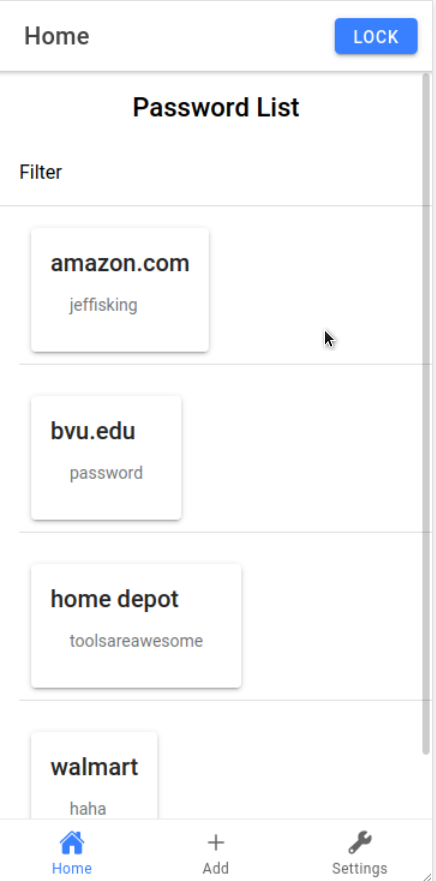 Home
LOCK
Password List
Filter
amazon.com
jeffisking
bvu.edu
password
home depot
toolsareawesome
walmart
haha
Home
Add
Settings